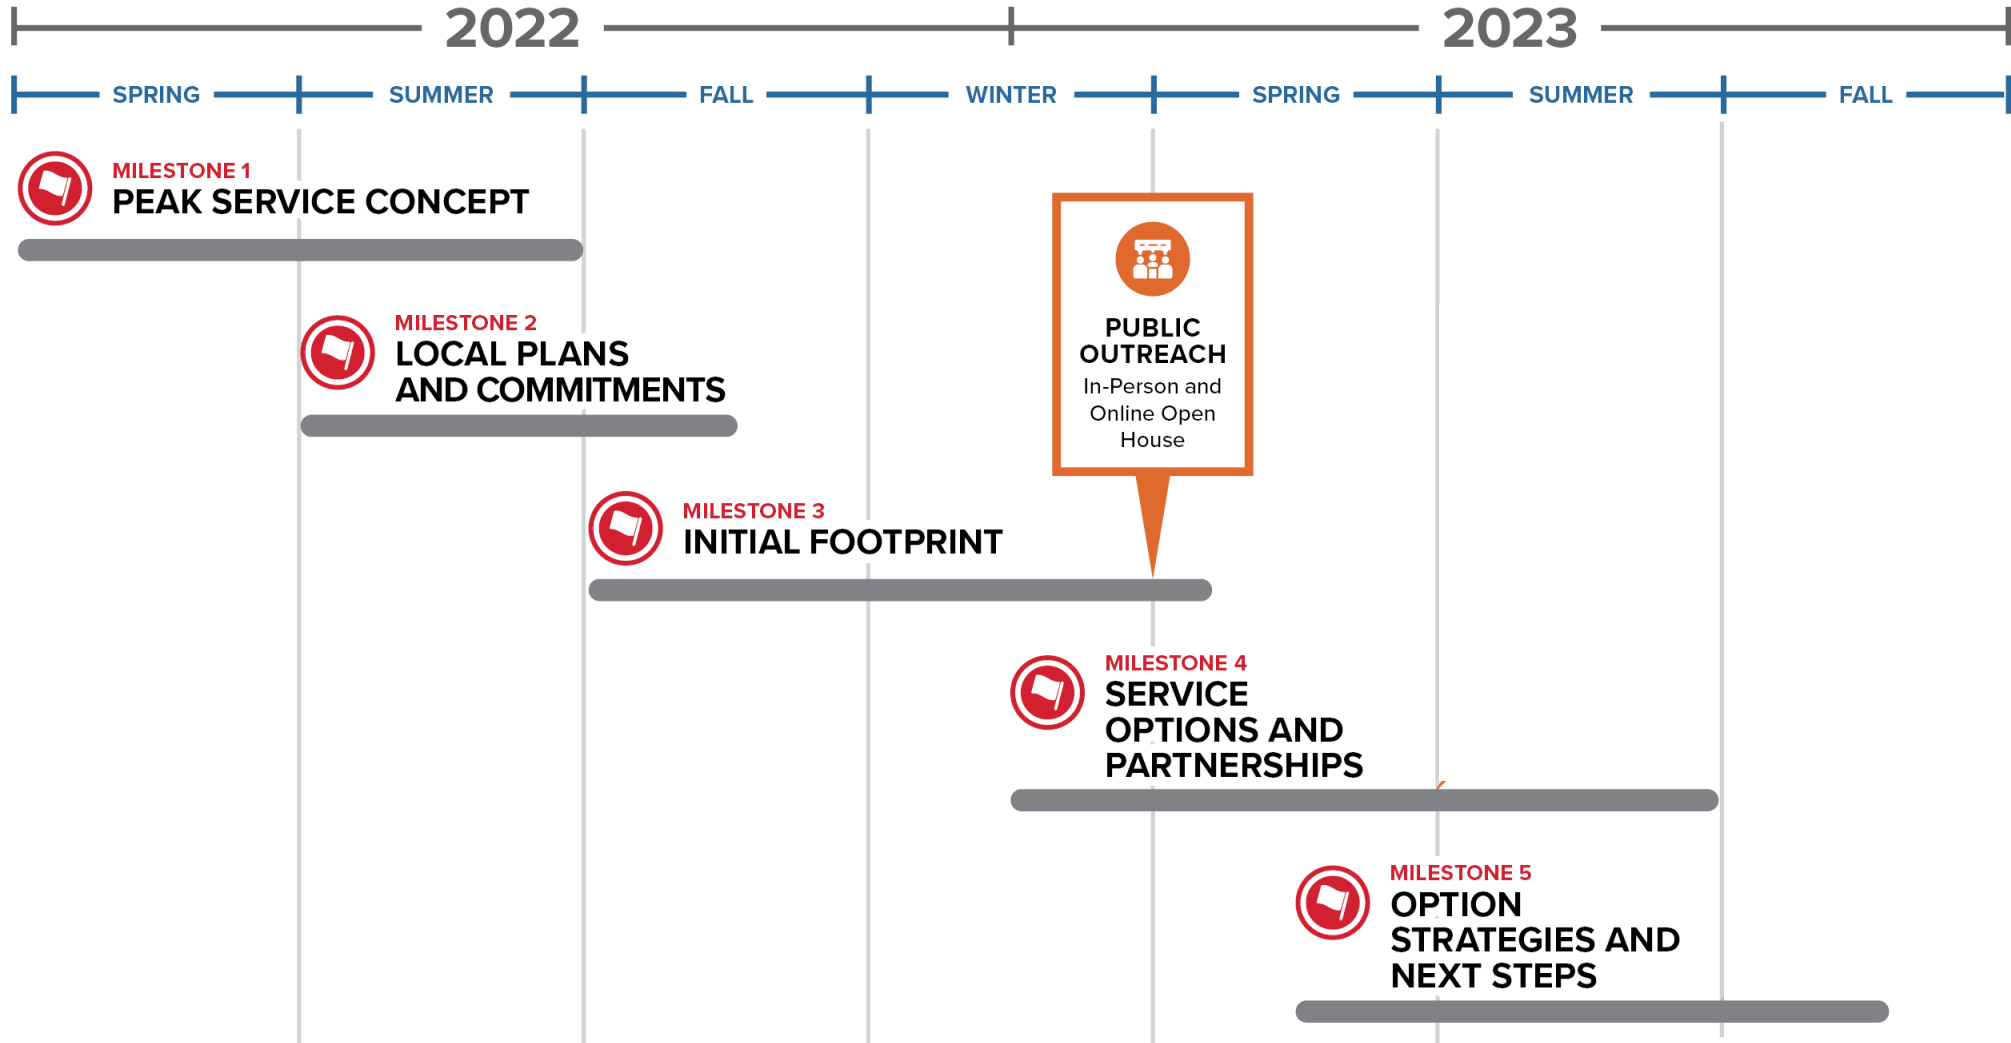 2022 2023
SPRING SUMMER FALL WINTER SPRING SUMMER FALL
MILESTONE 1
PEAK SERVICE CONCEPT
MILESTONE 2
LOCAL PLANS
AND COMMITMENTS
PUBLIC
OUTREACH
In-Person and
Online Open
House
MILESTONE 3
INITIAL FOOTPRINT
MILESTONE 4
SERVICE
OPTIONS AND
PARTNERSHIPS
MILESTONE 5
OPTION
STRATEGIES AND
NEXT STEPS